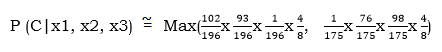 P (C|x1, x2, x3) ≅ Max(102/196 x 93/196 x 1/196 x 4/8, 1/175 x 76/175 x 98/175 x 4/8)